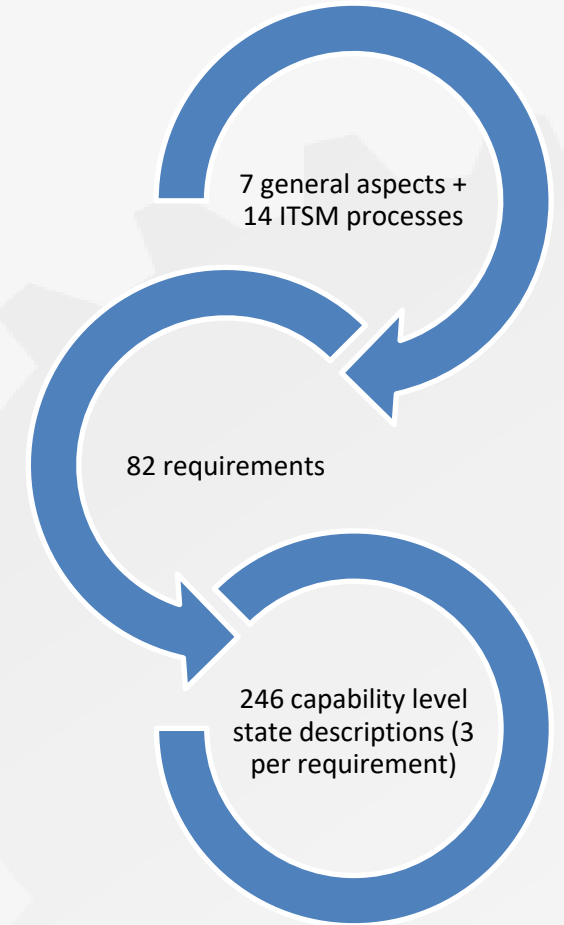 7 general aspects +
14 ITSM processes
82 requirements
246 capability level
state descriptions (3
per requirement)